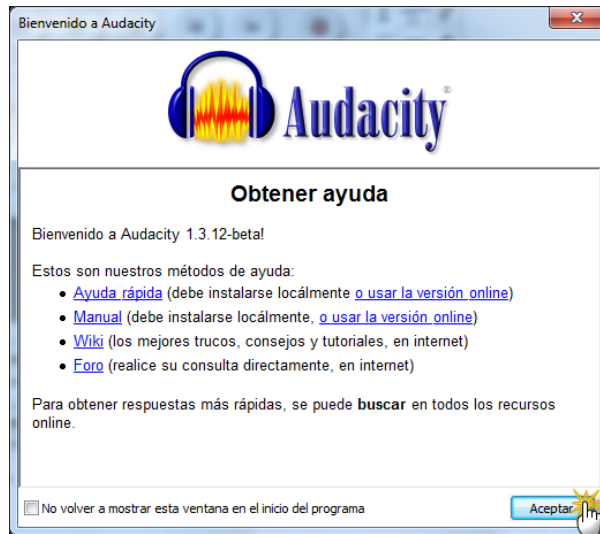 Bienvenido a Audacity
Audacity®
Obtener ayuda
Bienvenido a Audacity 1.3.12-beta!
Estos son nuestros métodos de ayuda:
• Ayuda rápida (debe instalarse locálmente o usar la versión online)
• Manual (debe instalarse locálmente, o usar la versión online)
• Wiki (los mejores trucos, consejos y tutoriales, en internet)
• Foro (realice su consulta directamente, en internet)
Para obtener respuestas más rápidas, se puede buscar en todos los recursos
online.
No volver a mostrar esta ventana en el inicio del programa
Aceptar